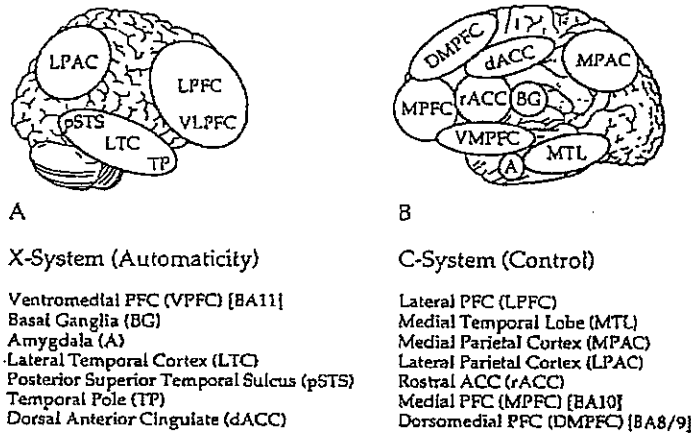 LPAC
LPFC
VLPFC
pSTS
LTC
TP
A
DMPFC
dACC
MPAC
MPFC
rACC
BG
VMPFC
A
MTL
B
X-System (Automaticity)
Ventromedial PFC (VPFC) [BA11]
Basal Ganglia (BG)
Amygdala (A)
Lateral Temporal Cortex (LTC)
Posterior Superior Temporal Sulcus (pSTS)
Temporal Pole (TP)
Dorsal Anterior Cingulate (dACC)
C-System (Control)
Lateral PFC (LPFC)
Medial Temporal Lobe (MTL)
Medial Parietal Cortex (MPAC)
Lateral Parietal Cortex (LPAC)
Rostral ACC (rACC)
Medial PFC (MPFC) [BA10]
Dorsomedial PFC (DMPFC) [BA8/9]